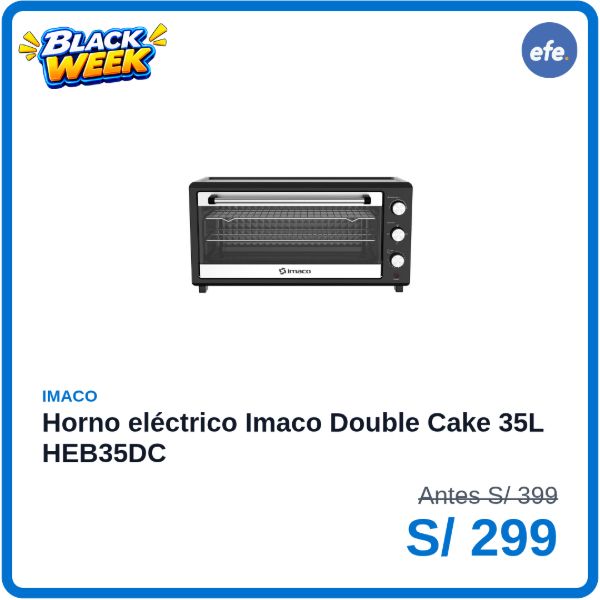 BLACK
WEEK
efe.
imaco
IMACO
Horno eléctrico Imaco Double Cake 35L
HEB35DC
Antes S/ 399
S/ 299